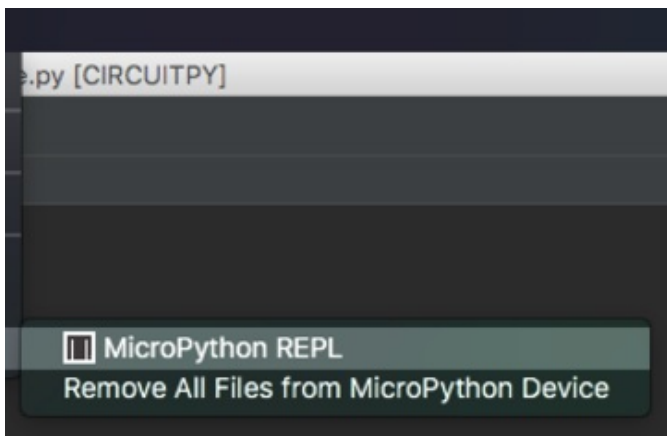 e.py [CIRCUITPY]
MicroPython REPL
Remove All Files from MicroPython Device